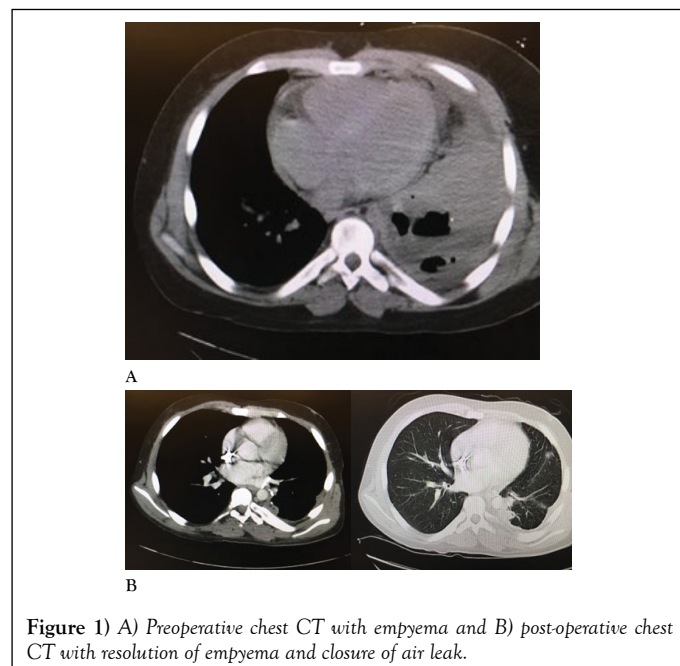 A
B
Figure 1) A) Preoperative chest CT with empyema and B) post-operative chest
CT with resolution of empyema and closure of air leak.